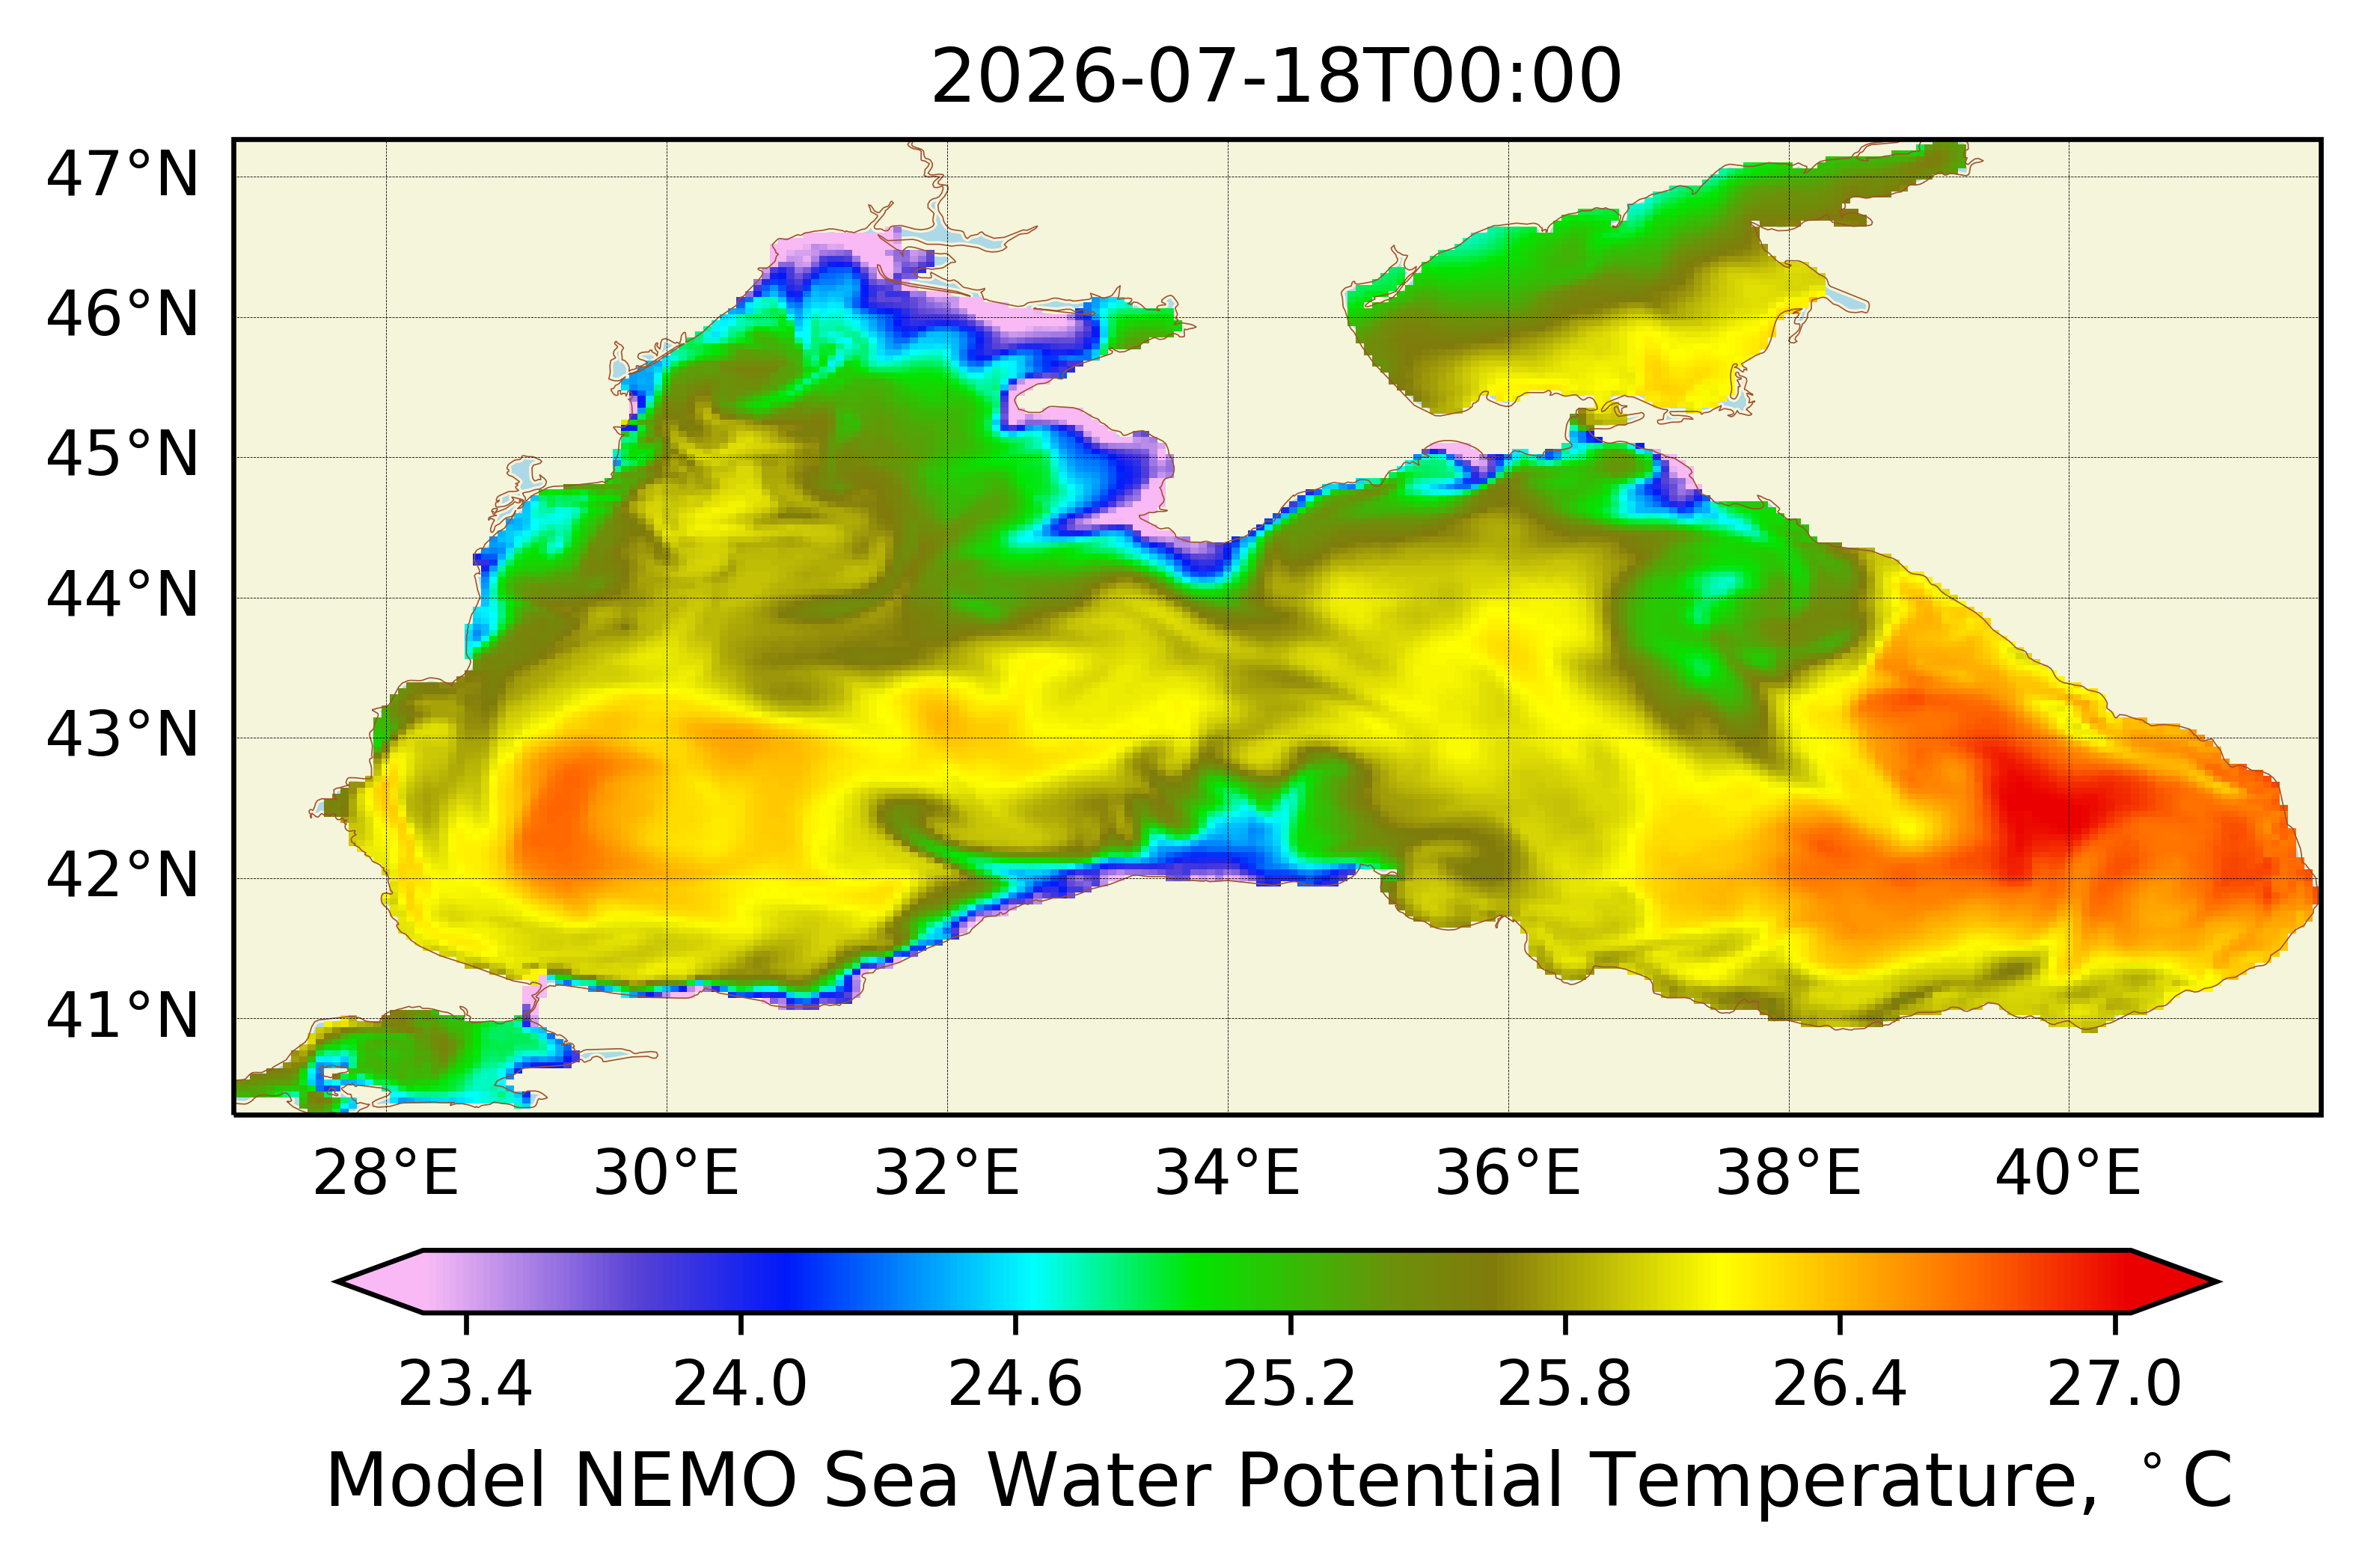 2026-07-18T00:00
47°N
46°N
45°N
44°N
43°N
42°N
41°N
28°E 30°E 32°E 34°E 36°E 38°E 40°E
23.4 24.0 24.6 25.2 25.8 26.4 27.0
Model NEMO Sea Water Potential Temperature, °C